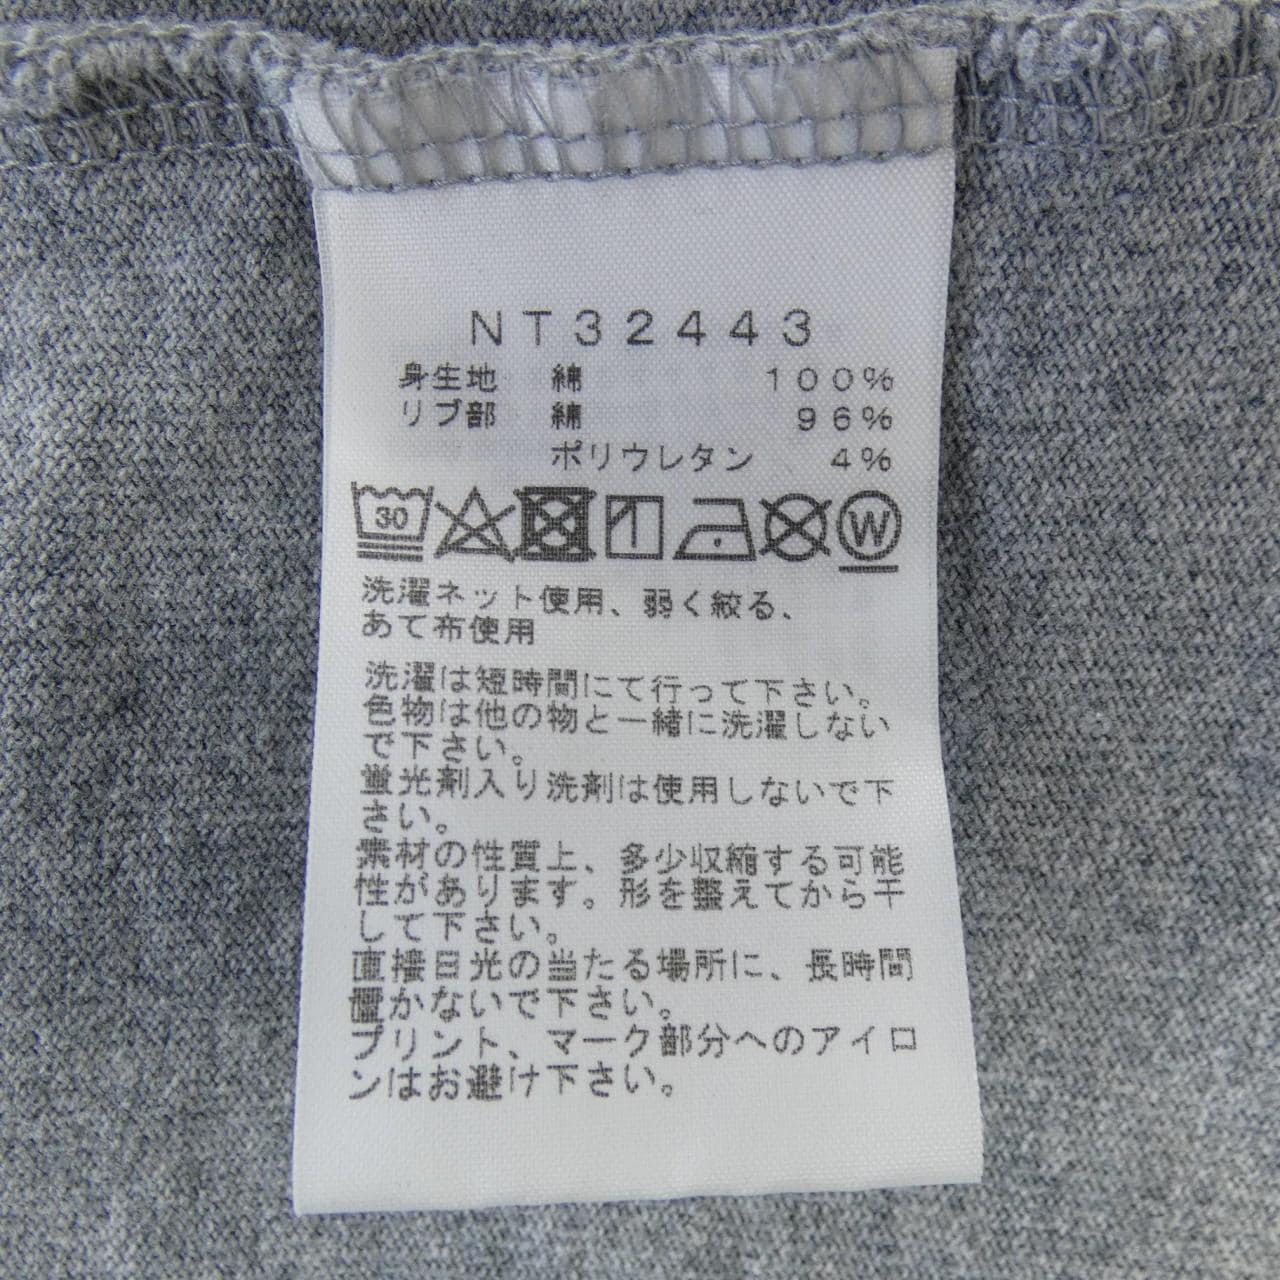 NT32443
身生地 綿 100%
リブ部 綿 96%
ポリウレタン 4%
30 W
洗濯ネット使用、弱く絞る、
あて布使用
洗濯は短時間にて行って下さい。
色物は他の物と一緒に洗濯しない
で下さい。
蛍光剤入り洗剤は使用しないで下
さい。
素材の性質上、多少収縮する可能
性があります。形を整えてから干
して下さい。
直接日光の当たる場所に、長時間
置かないで下さい。
プリント、マーク部分へのアイロ
ンはお避け下さい。